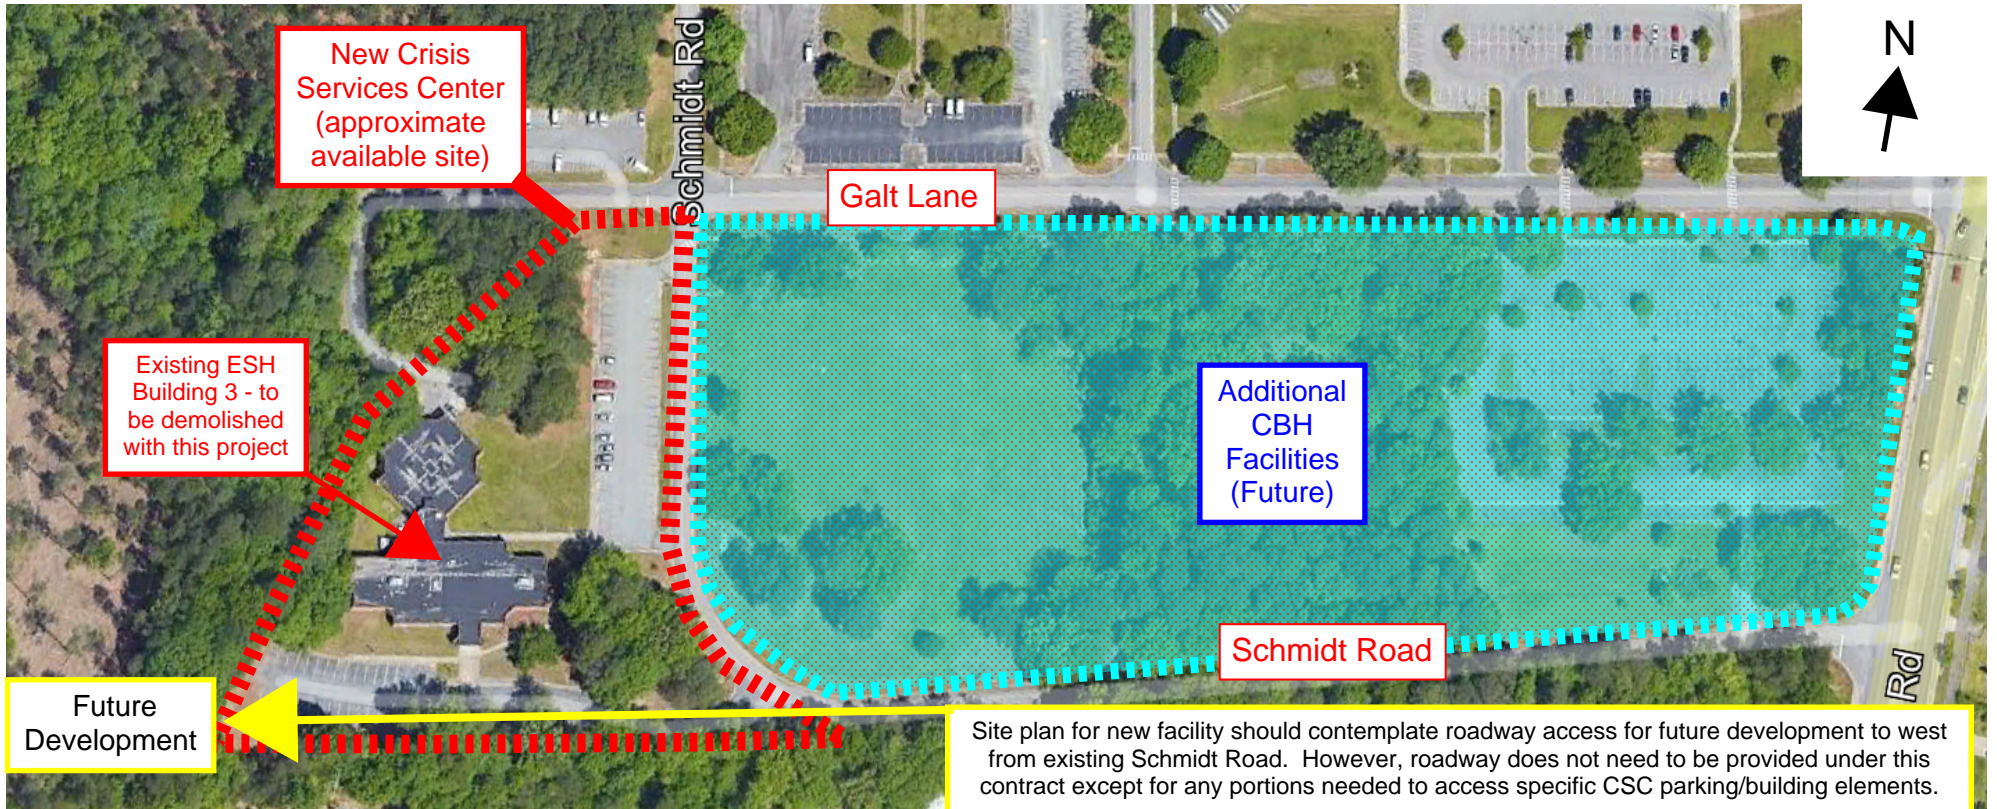 New Crisis
Services Center
(approximate
available site)
Schmidt Rd
N
Galt Lane
Existing ESH
Building 3 - to
be demolished
with this project
Additional
CBH
Facilities
(Future)
Schmidt Road
Rd
Future
Development
Site plan for new facility should contemplate roadway access for future development to west
from existing Schmidt Road.  However, roadway does not need to be provided under this
contract except for any portions needed to access specific CSC parking/building elements.